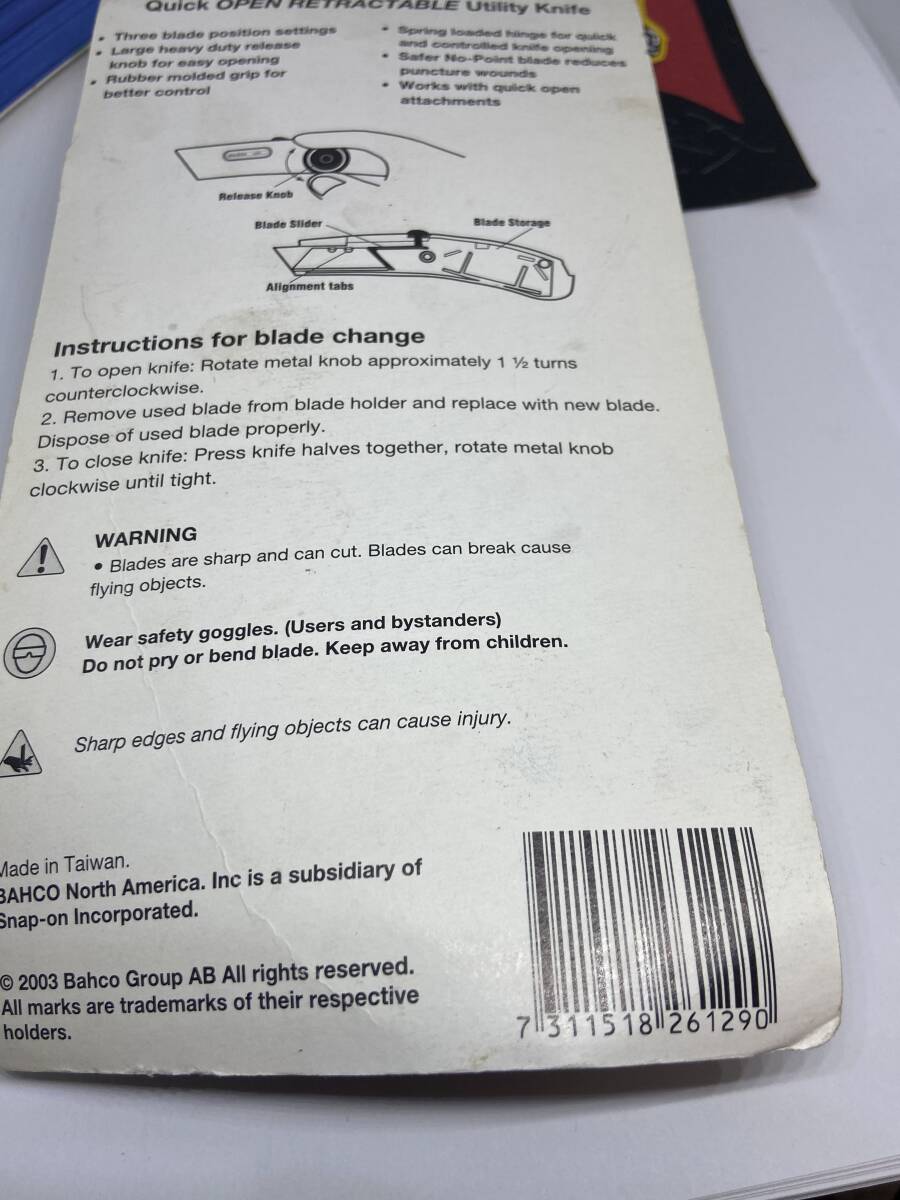 Quick OPEN RETRACTABLE Utility Knife
• Three blade position settings
• Large heavy duty release
knob for easy opening
• Rubber molded grip for
better control
• Spring loaded hinge for quick
and controlled knife opening
• Safer No-Point blade reduces
puncture wounds
• Works with quick open
attachments
Release Knob
Blade Slider
Blade Storage
Alignment tabs
Instructions for blade change
1. To open knife: Rotate metal knob approximately 1 ½ turns
counterclockwise.
2. Remove used blade from blade holder and replace with new blade.
Dispose of used blade properly.
3. To close knife: Press knife halves together, rotate metal knob
clockwise until tight.
WARNING
• Blades are sharp and can cut. Blades can break cause
flying objects.
Wear safety goggles. (Users and bystanders)
Do not pry or bend blade. Keep away from children.
Sharp edges and flying objects can cause injury.
Made in Taiwan.
BAHCO North America. Inc is a subsidiary of
Snap-on Incorporated.
© 2003 Bahco Group AB All rights reserved.
All marks are trademarks of their respective
holders.
7 311518 261290